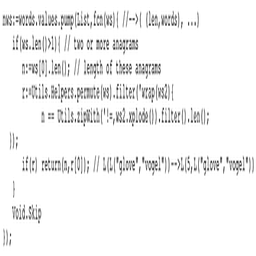 nws:=words.values.pump(List,fcn(ws){ //-->( (len,words), ...)
if(ws.len()>1){ // two or more anagrams
n:=ws[0].len(); // length of these anagrams
r:=Utils.Helpers.permute(ws).filter("wrap(ws2){
n == Utils.zipWith('!=,ws2.xplode()).filter().len();
});
if(r) return(n,r[0]); // L(L("glove","vogel"))-->L(5,L("glove","vogel"))
}
Void.Skip
});